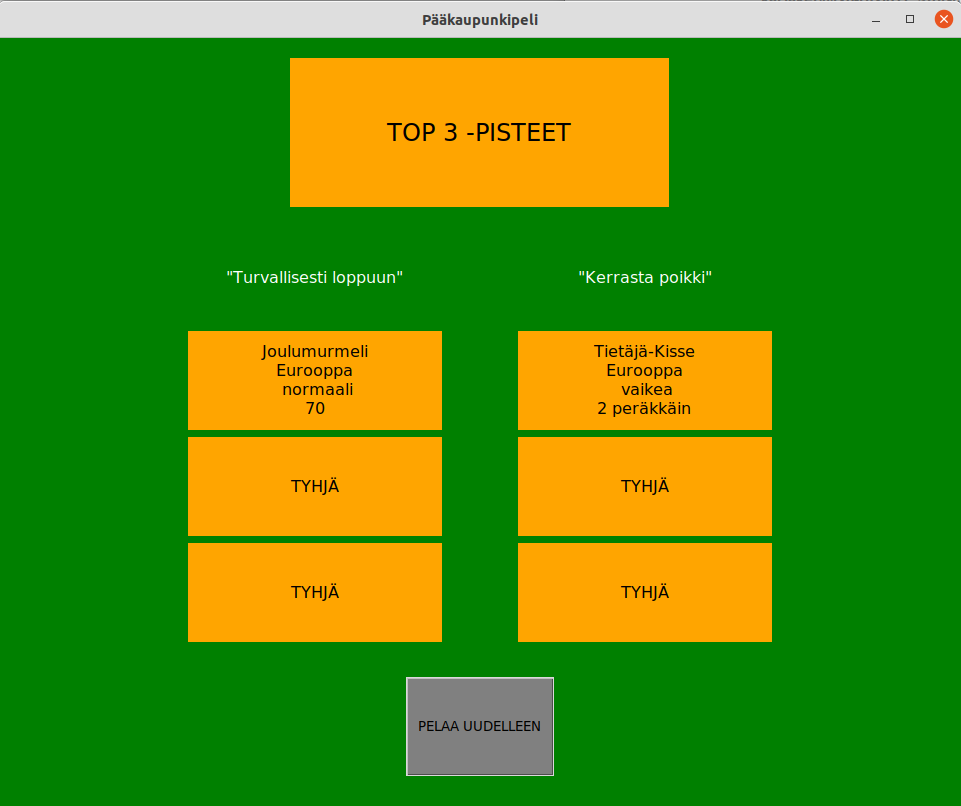 Pääkaupunkipeli
TOP 3 -PISTEET
"Turvallisesti loppuun"
"Kerrasta poikki"
Joulumurmeli
Eurooppa
normaali
70
Tietäjä-Kisse
Eurooppa
vaikea
2 peräkkäin
TYHJÄ
TYHJÄ
TYHJÄ
TYHJÄ
PELAA UUDELLEEN